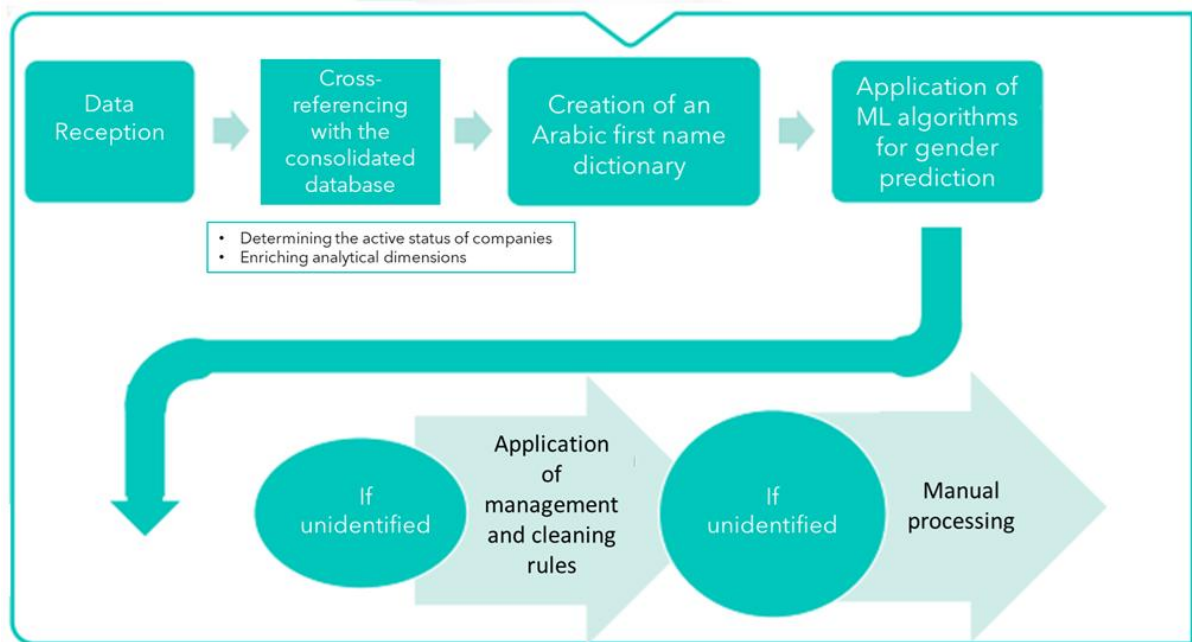 Data
Reception
Cross-
referencing
with the
consolidated
database
Creation of an
Arabic first name
dictionary
Application of
ML algorithms
for gender
prediction
• Determining the active status of companies
• Enriching analytical dimensions
If
unidentified
Application
of
management
and cleaning
rules
If
unidentified
Manual
processing